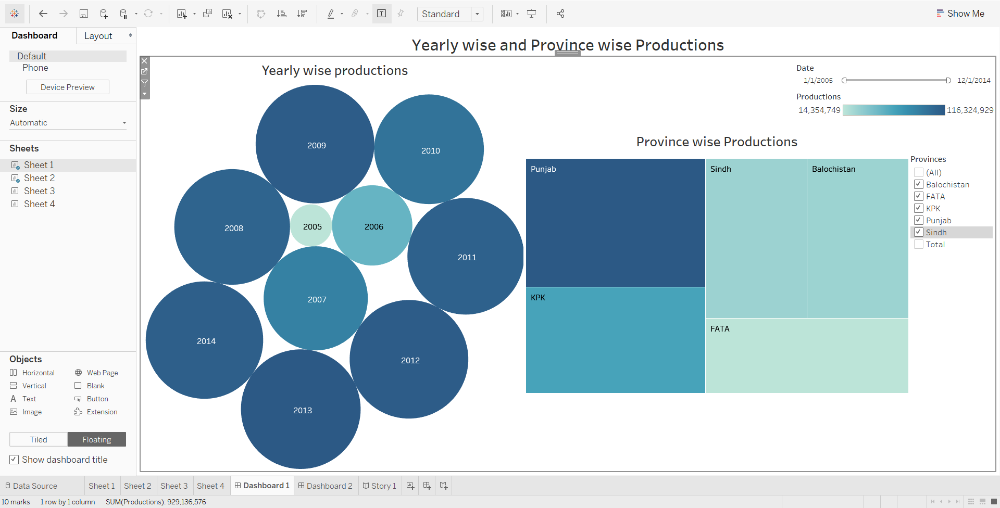 Standard
Show Me
Dashboard
Layout
Default
Phone
Device Preview
Size
Automatic
Sheets
Sheet 1
Sheet 2
Sheet 3
Sheet 4
Objects
Horizontal
Web Page
Vertical
Blank
Text
Button
Image
Extension
Tiled
Floating
Show dashboard title
Yearly wise and Province wise Productions
Yearly wise productions
2009
2010
2008
2005
2006
2011
2007
2014
2012
2013
Date
1/1/2005
12/1/2014
Productions
14,354,749
116,324,929
Province wise Productions
Punjab
Sindh
Balochistan
KPK
FATA
Provinces
(All)
Balochistan
FATA
KPK
Punjab
Sindh
Total
Data Source
Sheet 1
Sheet 2
Sheet 3
Sheet 4
Dashboard 1
Dashboard 2
Story 1
10 marks
1 row by 1 column
SUM(Productions): 929,136,576